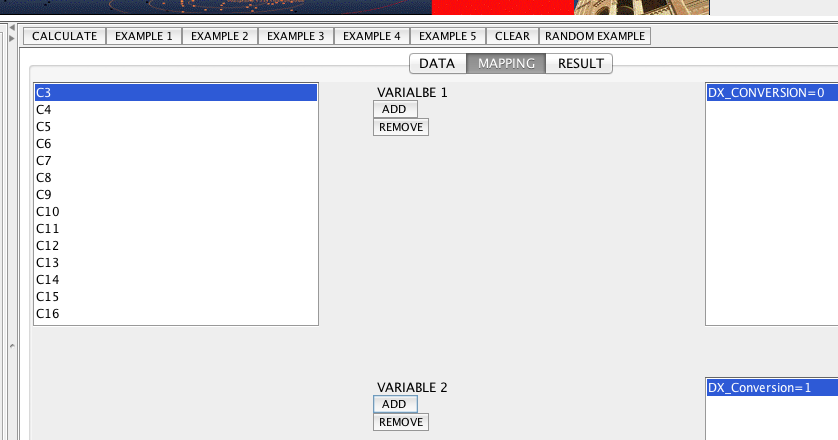 CALCULATE EXAMPLE 1 EXAMPLE 2 EXAMPLE 3 EXAMPLE 4 EXAMPLE 5 CLEAR RANDOM EXAMPLE
DATA MAPPING RESULT
C3
C4
C5
C6
C7
C8
C9
C10
C11
C12
C13
C14
C15
C16
VARIALBE 1
ADD
REMOVE
DX_CONVERSION=0
VARIABLE 2
ADD
REMOVE
DX_Conversion=1